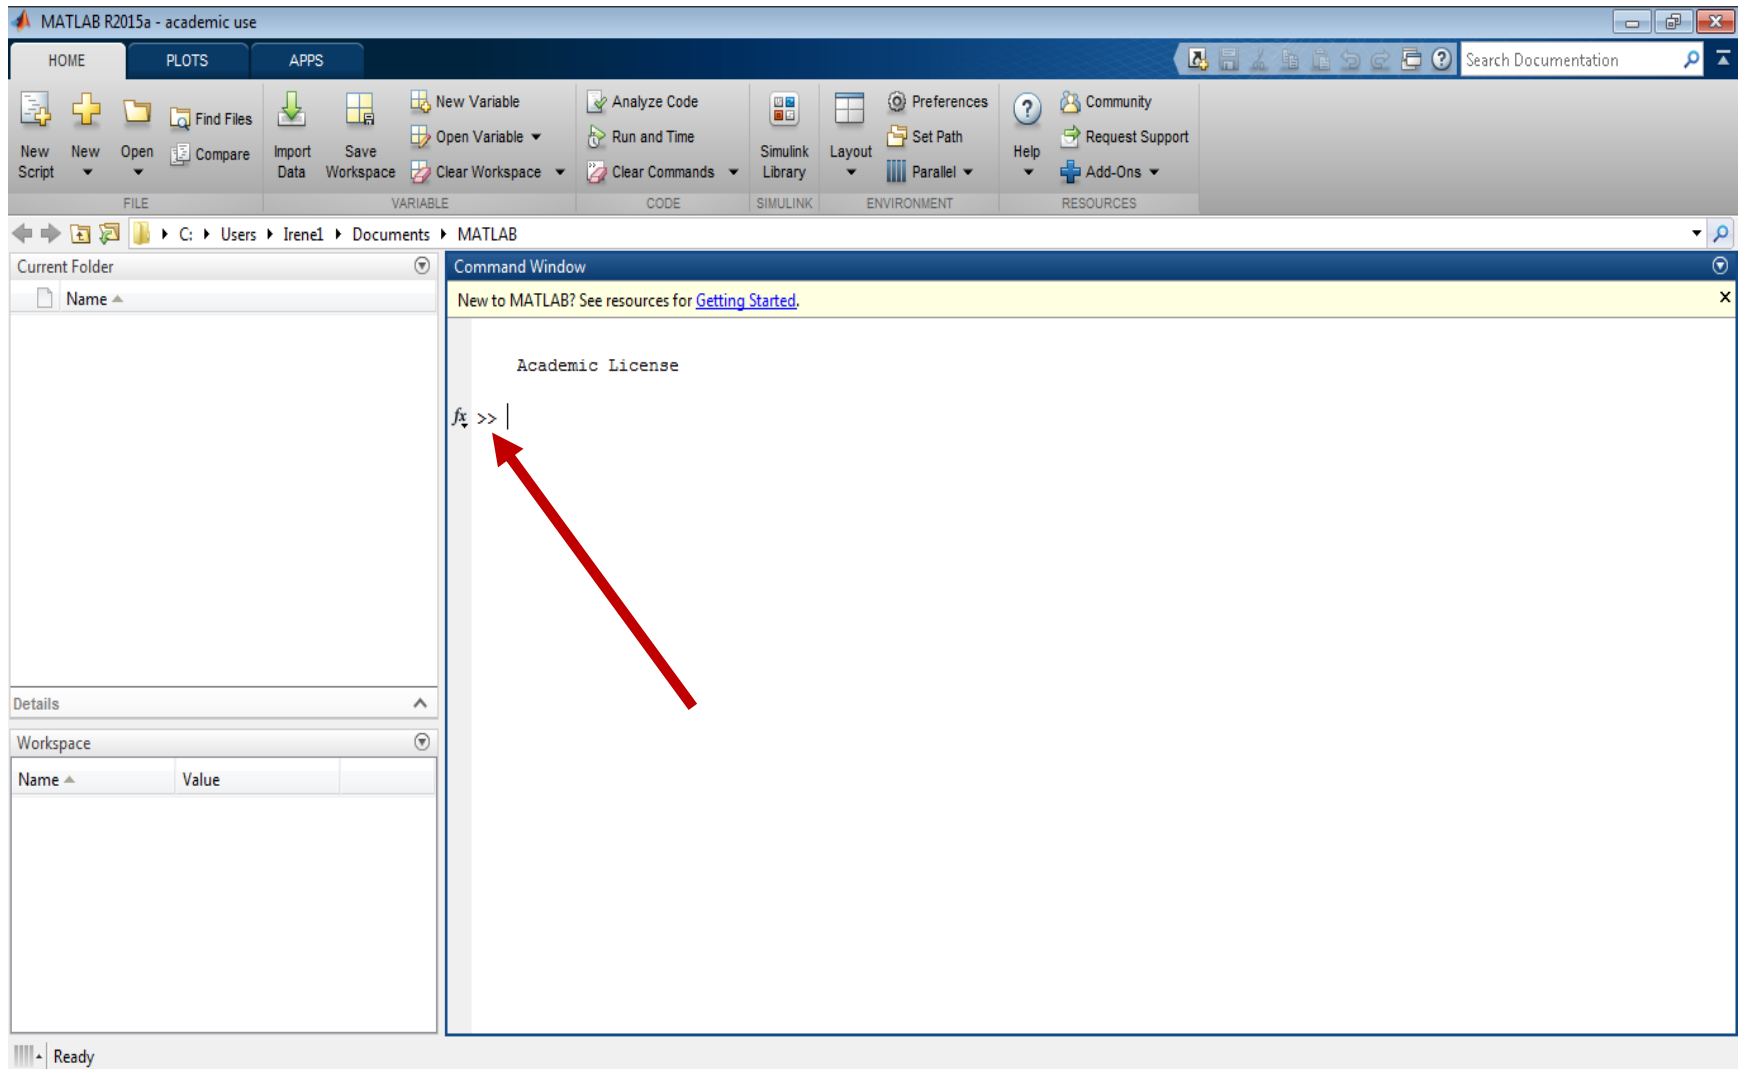 MATLAB R2015a - academic use
HOME PLOTS APPS
Search Documentation
New Script
New
Open
Find Files
Compare
FILE
Import Data
Save Workspace
New Variable
Open Variable
Clear Workspace
VARIABLE
Analyze Code
Run and Time
Clear Commands
CODE
Simulink Library
SIMULINK
Layout
Preferences
Set Path
Parallel
ENVIRONMENT
Help
Community
Request Support
Add-Ons
RESOURCES
C: Users Irene1 Documents MATLAB
Current Folder
Name
Details
Workspace
Name Value
Command Window
New to MATLAB? See resources for Getting Started.
Academic License
fx >>
Ready